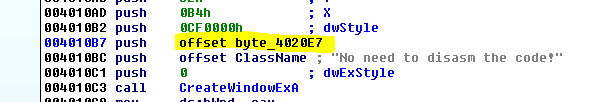 004010AD push 0B4h ; X
004010B2 push 0CF0000h ; dwStyle
004010B7 push offset byte_4020E7
004010BC push offset ClassName ; "No need to disasm the code!"
004010C1 push 0 ; dwExStyle
004010C3 call CreateWindowExA